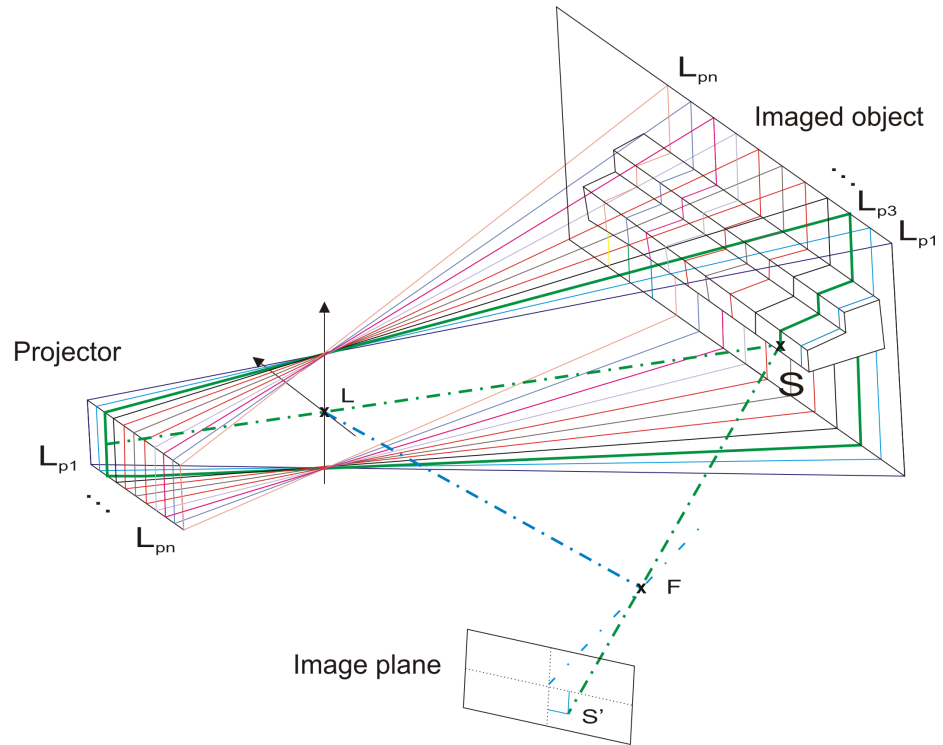 Lpn
Imaged object
...
Lp3
Lp1
Projector
L
S
Lp1
...
Lpn
F
Image plane
S'